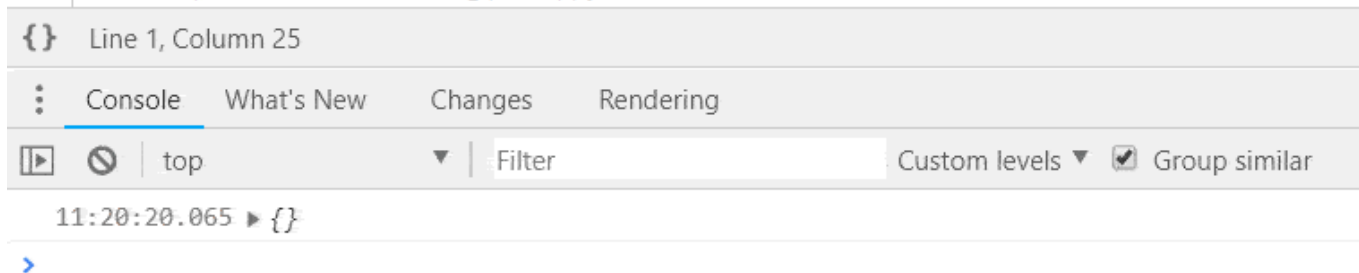 {} Line 1, Column 25
Console What's New Changes Rendering
top Filter Custom levels Group similar
11:20:20.065 {}